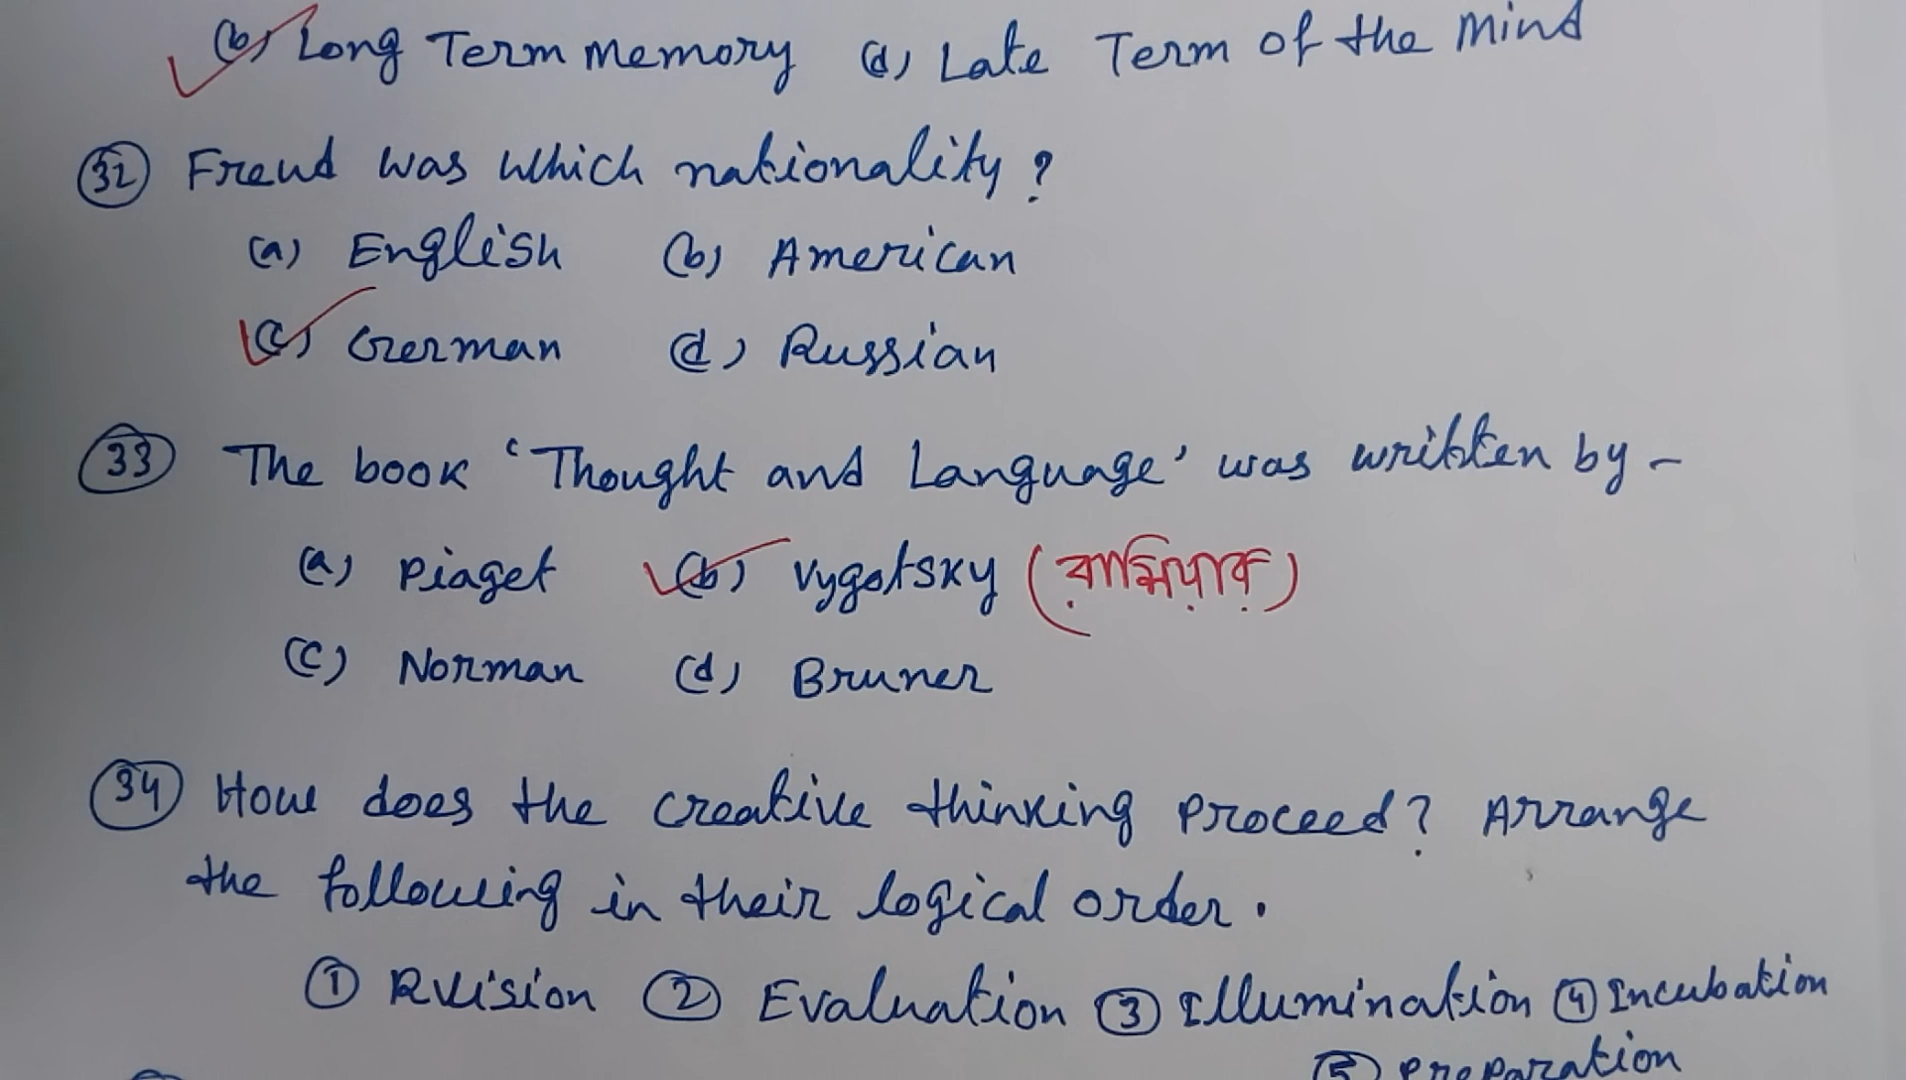 (b) Long Term Memory (d) Late Term of the Mind
32 Freud was which nationality?
(a) English (b) American
(c) German (d) Russian
33 The book 'Thought and Language' was written by -
(a) Piaget (b) Vygotsky (রাশিয়ার)
(c) Norman (d) Bruner
34 How does the creative thinking proceed? Arrange
the following in their logical order.
1 Rvision 2 Evaluation 3 Illumination 4 Incubation
5 Preparation